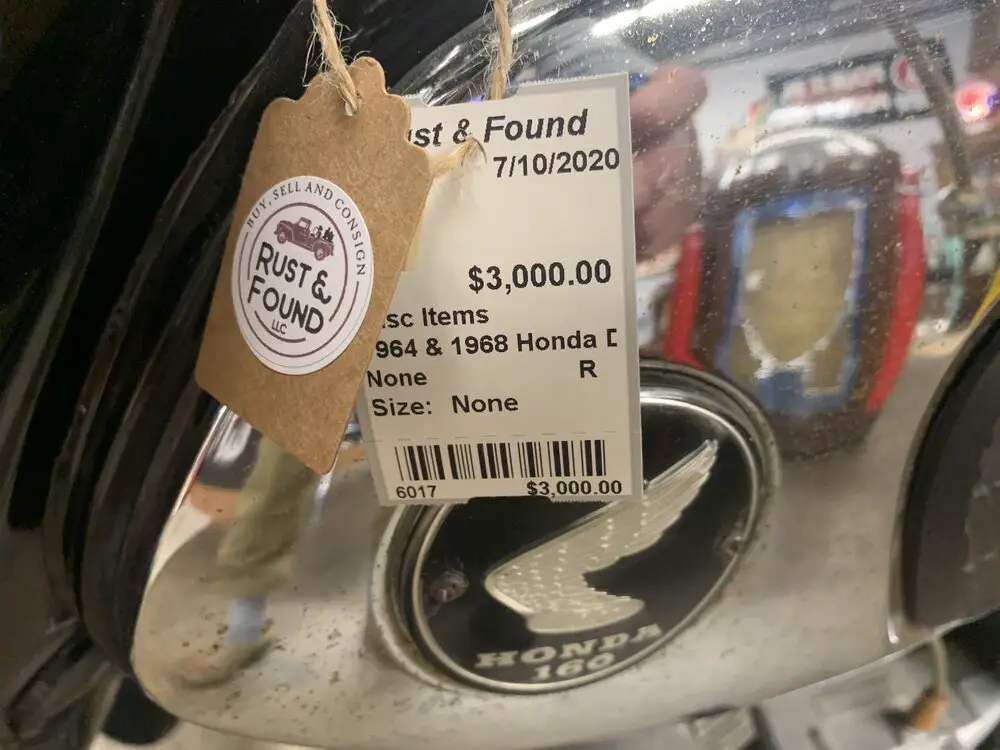 BUY, SELL AND CONSIGN
RUST &
FOUND
LLC
ust & Found
7/10/2020
$3,000.00
sc Items
964 & 1968 Honda D
None R
Size: None
6017 $3,000.00
HONDA
160